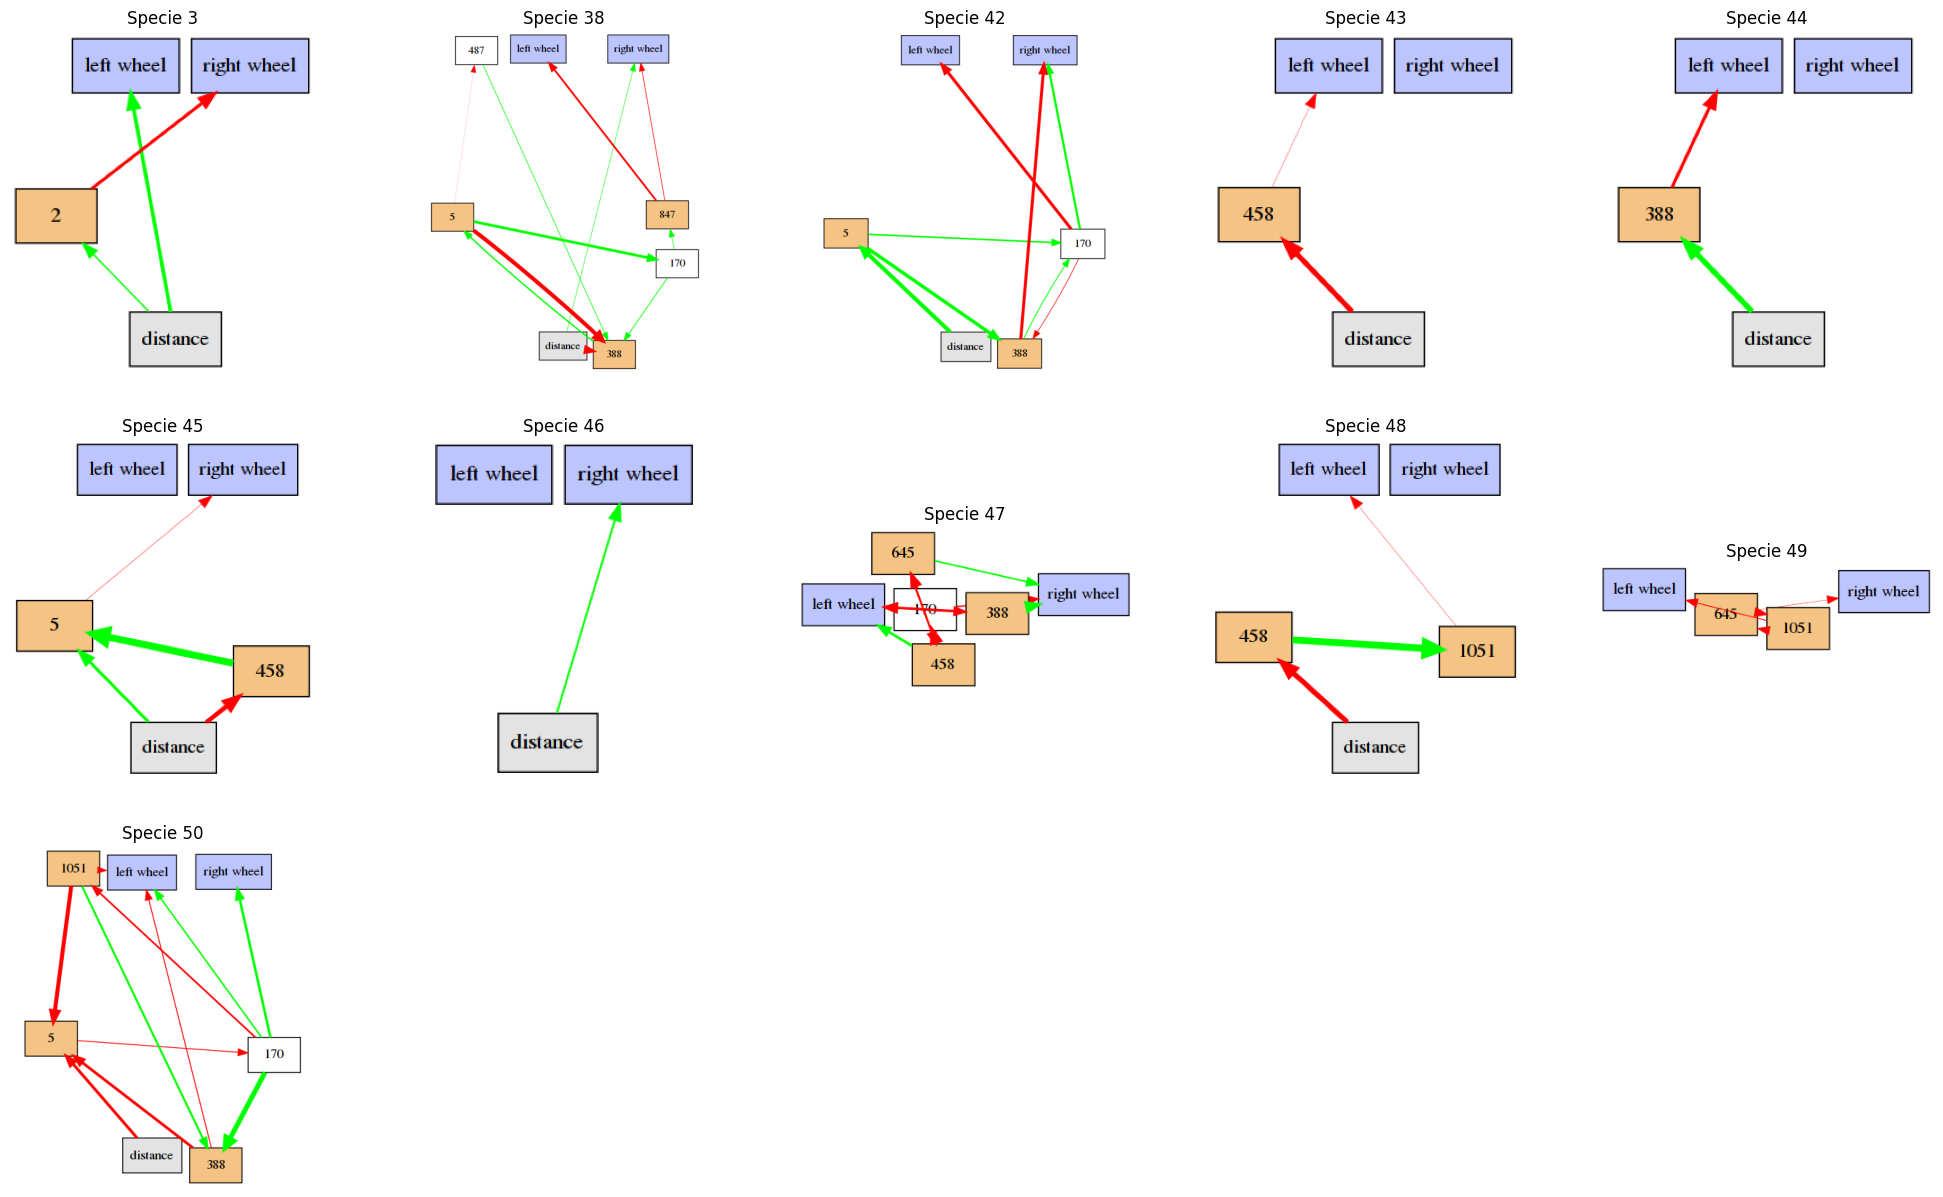 Specie 3
left wheel
right wheel
2
distance
Specie 38
487
left wheel
right wheel
5
847
170
distance
388
Specie 42
left wheel
right wheel
5
170
distance
388
Specie 43
left wheel
right wheel
458
distance
Specie 44
left wheel
right wheel
388
distance
Specie 45
left wheel
right wheel
5
458
distance
Specie 46
left wheel
right wheel
distance
Specie 47
645
left wheel
170
388
right wheel
458
Specie 48
left wheel
right wheel
458
1051
distance
Specie 49
left wheel
645
1051
right wheel
Specie 50
1051
left wheel
right wheel
5
170
distance
388